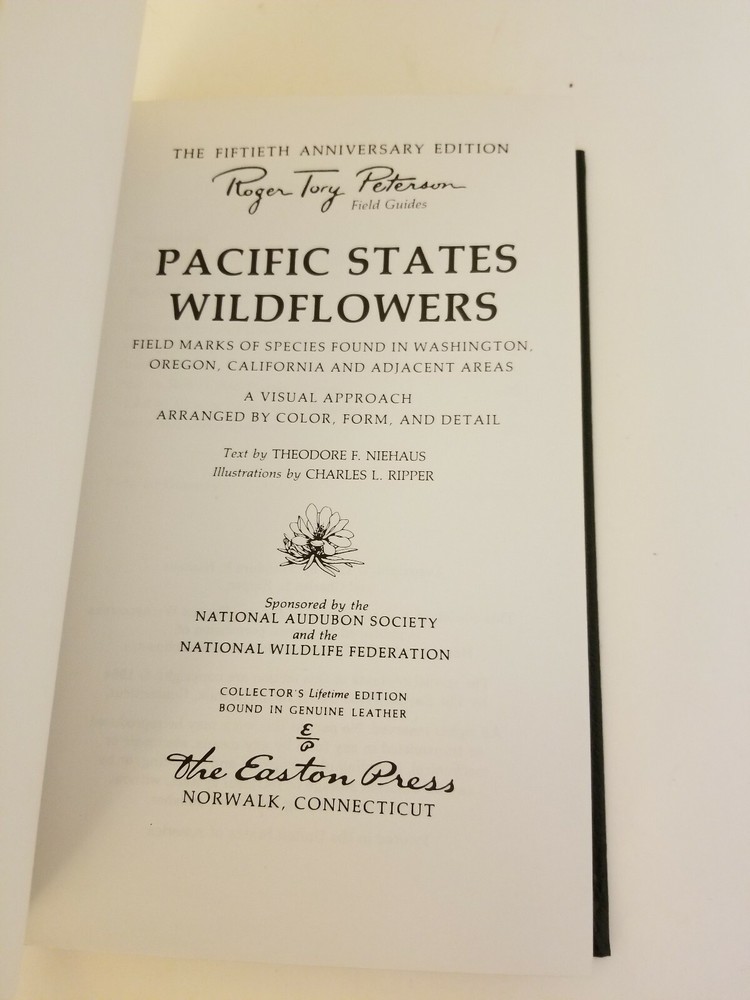 THE FIFTIETH ANNIVERSARY EDITION
Roger Tory Peterson
Field Guides
PACIFIC STATES
WILDFLOWERS
FIELD MARKS OF SPECIES FOUND IN WASHINGTON,
OREGON, CALIFORNIA AND ADJACENT AREAS
A VISUAL APPROACH
ARRANGED BY COLOR, FORM, AND DETAIL
Text by THEODORE F. NIEHAUS
Illustrations by CHARLES L. RIPPER
Sponsored by the
NATIONAL AUDUBON SOCIETY
and the
NATIONAL WILDLIFE FEDERATION
COLLECTOR'S Lifetime EDITION
BOUND IN GENUINE LEATHER
E
P
The Easton Press
NORWALK, CONNECTICUT